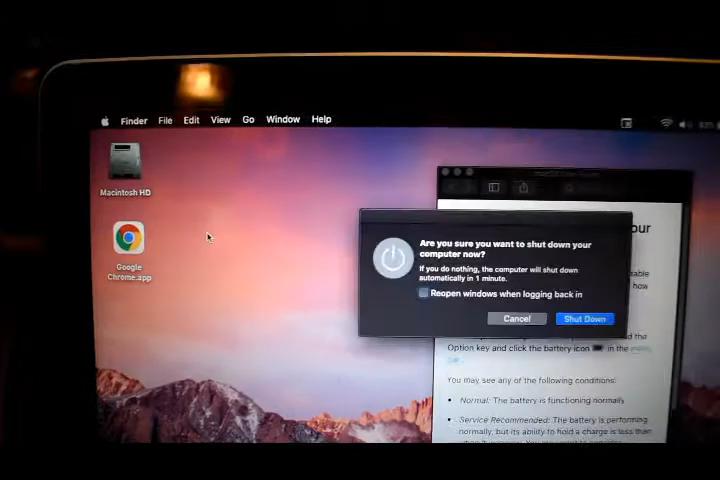 Finder File Edit View Go Window Help
Macintosh HD
Google
Chrome.app
our
Are you sure you want to shut down your
computer now?
If you do nothing, the computer will shut down
automatically in 1 minute.
Reopen windows when logging back in
Cancel
Shut Down
how
Option key and click the battery icon in the
You may see any of the following conditions:
• Normal: The battery is functioning normally
• Service Recommended: The battery is performing
normally, but its ability to hold a charge is less than